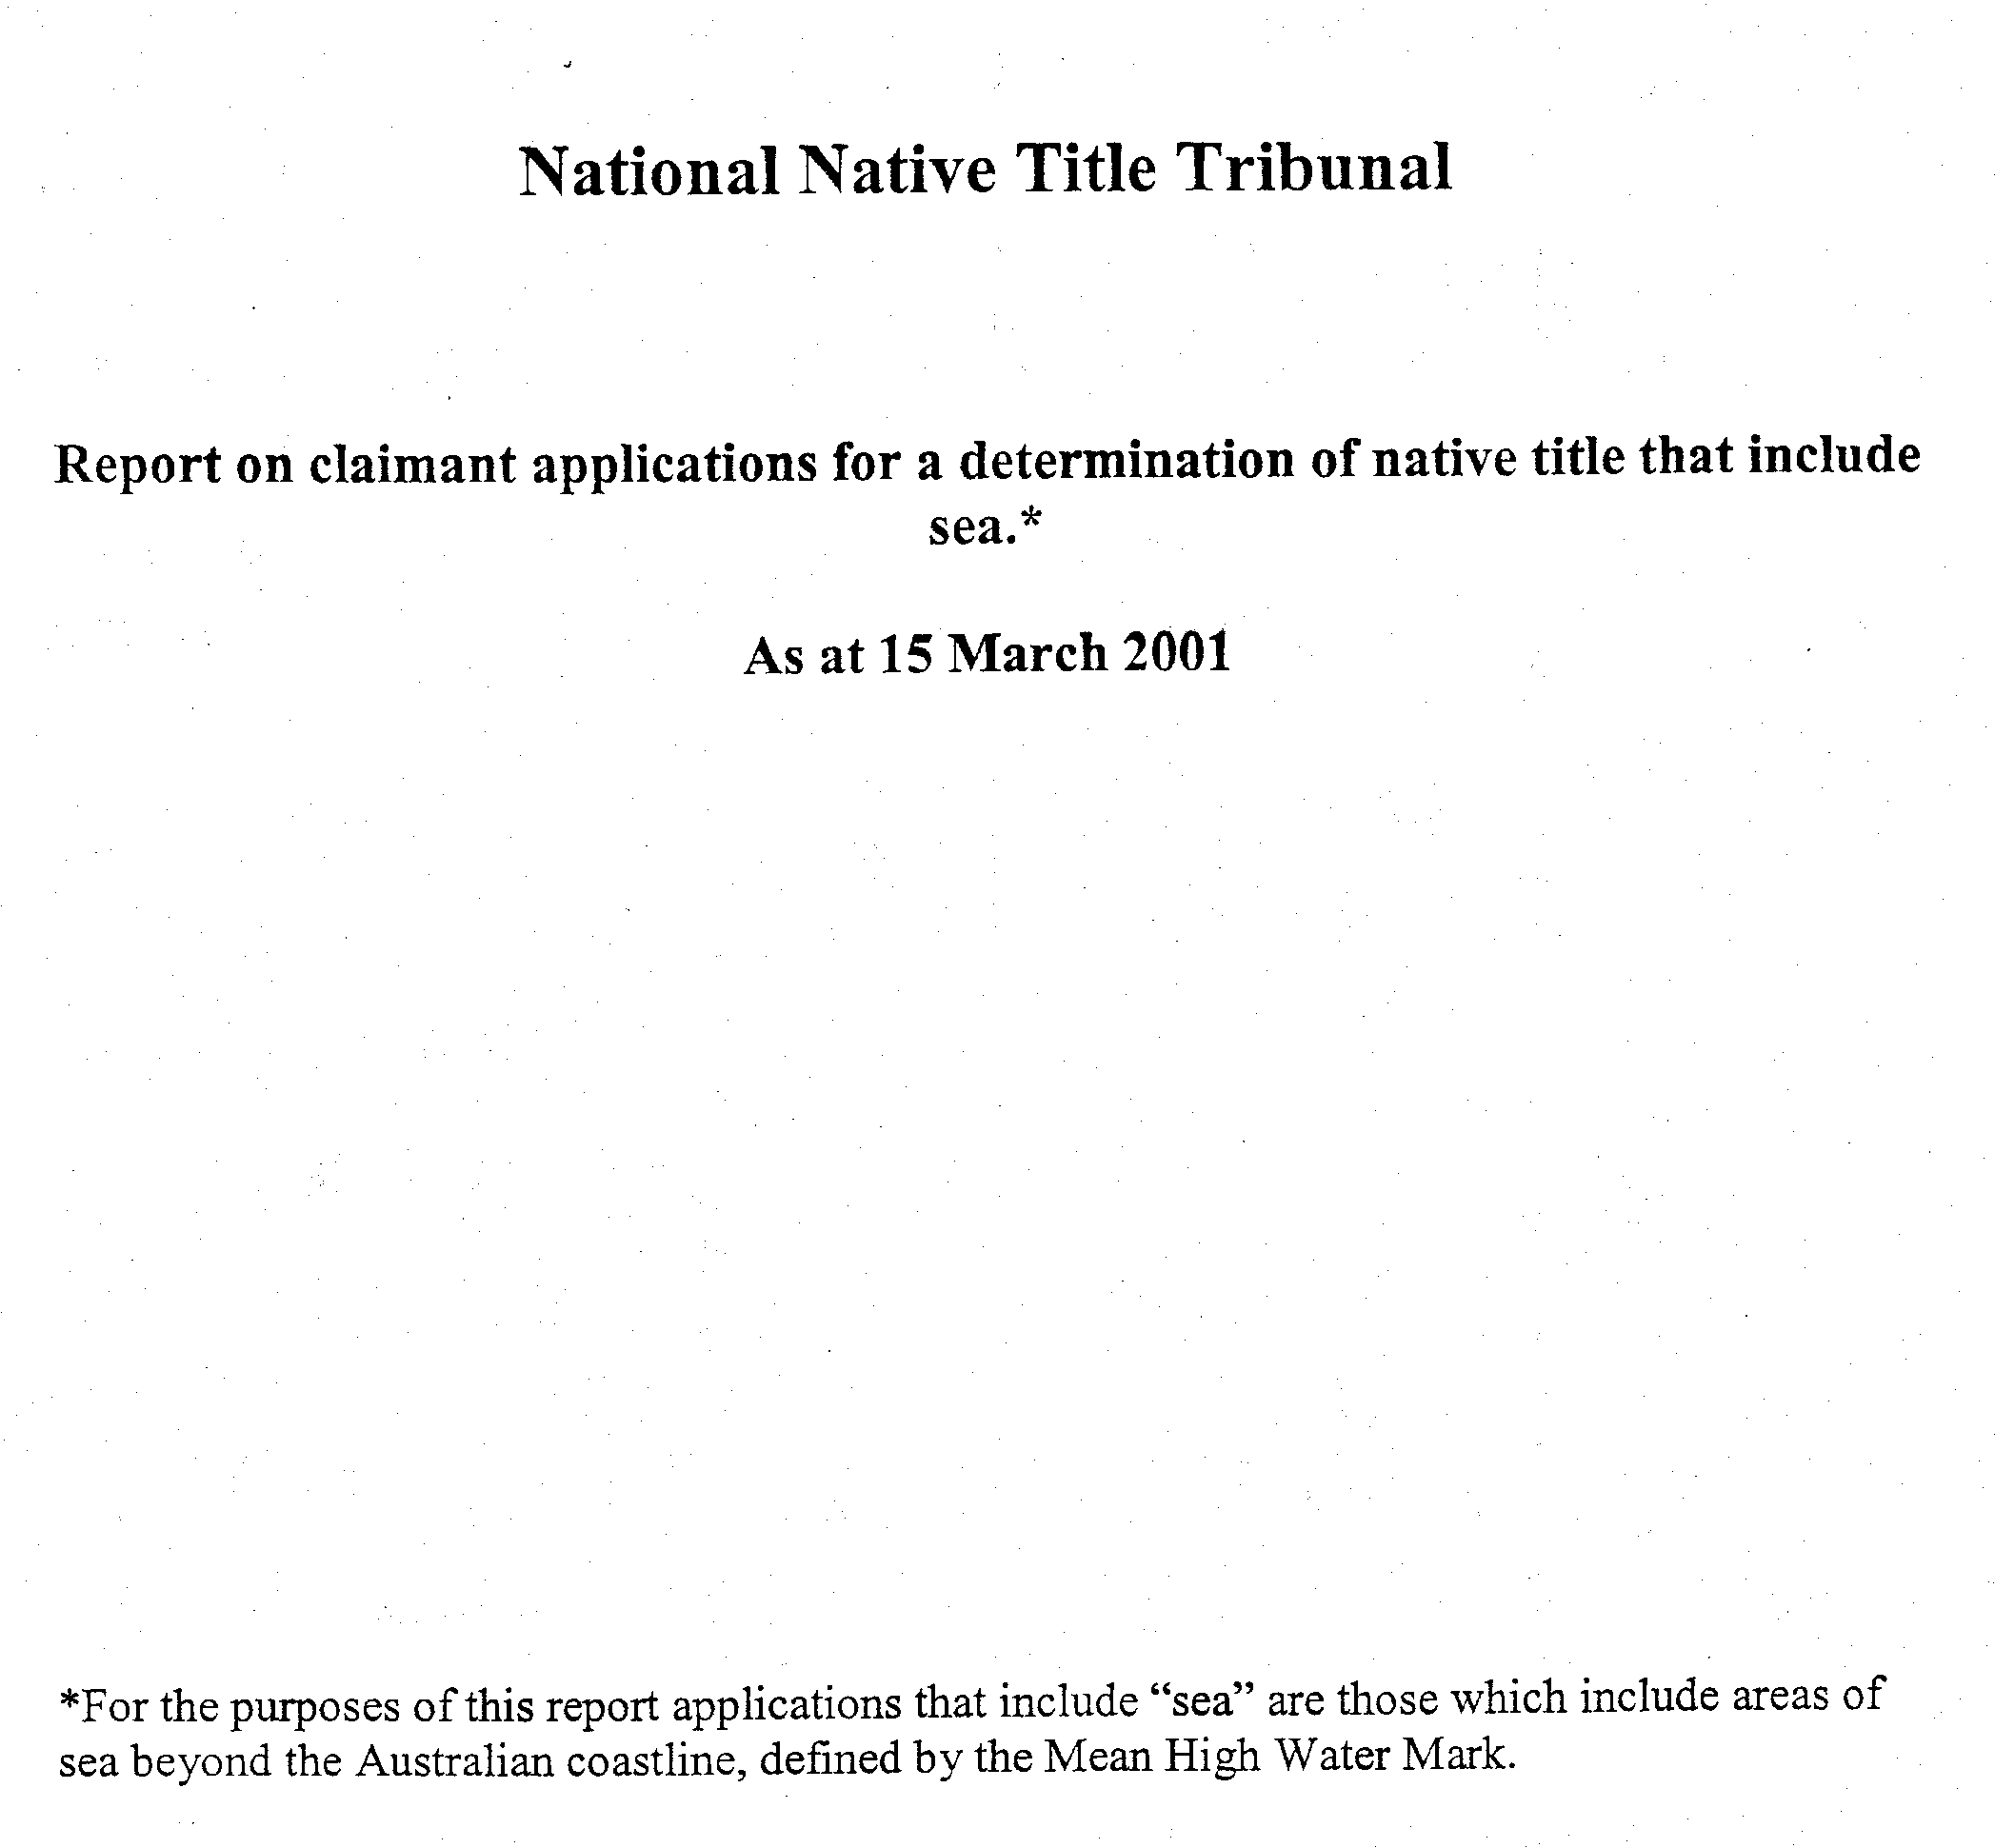 National Native Title Tribunal
Report on claimant applications for a determination of native title that include
sea.*
As at 15 March 2001
*For the purposes of this report applications that include “sea” are those which include areas of
sea beyond the Australian coastline, defined by the Mean High Water Mark.